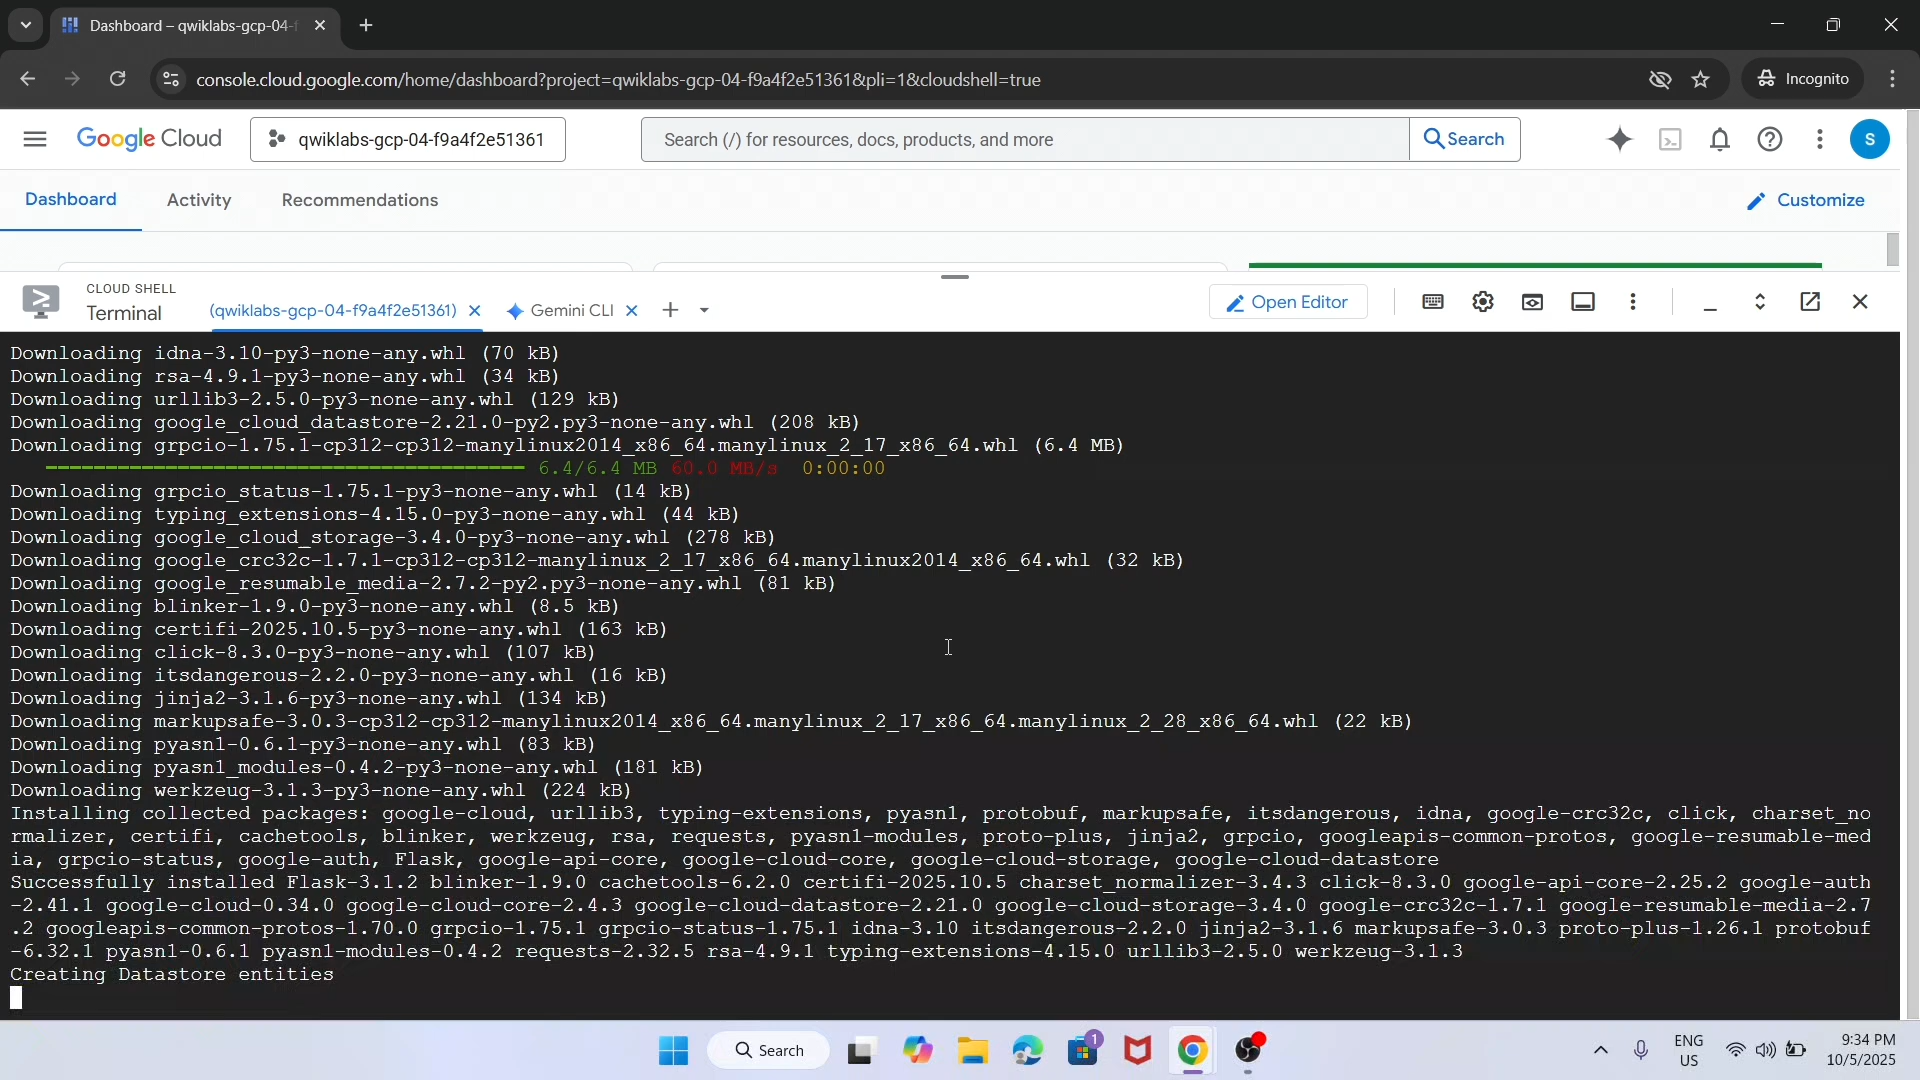 Dashboard – qwiklabs-gcp-04-f
console.cloud.google.com/home/dashboard?project=qwiklabs-gcp-04-f9a4f2e51361&pli=1&cloudshell=true
Incognito
Google Cloud
qwiklabs-gcp-04-f9a4f2e51361
Search (/) for resources, docs, products, and more
Search
S
Dashboard
Activity
Recommendations
Customize
CLOUD SHELL
Terminal
(qwiklabs-gcp-04-f9a4f2e51361)
Gemini CLI
Open Editor
Downloading idna-3.10-py3-none-any.whl (70 kB)
Downloading rsa-4.9.1-py3-none-any.whl (34 kB)
Downloading urllib3-2.5.0-py3-none-any.whl (129 kB)
Downloading google_cloud_datastore-2.21.0-py2.py3-none-any.whl (208 kB)
Downloading grpcio-1.75.1-cp312-cp312-manylinux2014_x86_64.manylinux_2_17_x86_64.whl (6.4 MB)
6.4/6.4 MB 60.0 MB/s 0:00:00
Downloading grpcio_status-1.75.1-py3-none-any.whl (14 kB)
Downloading typing_extensions-4.15.0-py3-none-any.whl (44 kB)
Downloading google_cloud_storage-3.4.0-py3-none-any.whl (278 kB)
Downloading google_crc32c-1.7.1-cp312-cp312-manylinux_2_17_x86_64.manylinux2014_x86_64.whl (32 kB)
Downloading google_resumable_media-2.7.2-py2.py3-none-any.whl (81 kB)
Downloading blinker-1.9.0-py3-none-any.whl (8.5 kB)
Downloading certifi-2025.10.5-py3-none-any.whl (163 kB)
Downloading click-8.3.0-py3-none-any.whl (107 kB)
Downloading itsdangerous-2.2.0-py3-none-any.whl (16 kB)
Downloading jinja2-3.1.6-py3-none-any.whl (134 kB)
Downloading markupsafe-3.0.3-cp312-cp312-manylinux2014_x86_64.manylinux_2_17_x86_64.manylinux_2_28_x86_64.whl (22 kB)
Downloading pyasn1-0.6.1-py3-none-any.whl (83 kB)
Downloading pyasn1_modules-0.4.2-py3-none-any.whl (181 kB)
Downloading werkzeug-3.1.3-py3-none-any.whl (224 kB)
Installing collected packages: google-cloud, urllib3, typing-extensions, pyasn1, protobuf, markupsafe, itsdangerous, idna, google-crc32c, click, charset_no
rmalizer, certifi, cachetools, blinker, werkzeug, rsa, requests, pyasn1-modules, proto-plus, jinja2, grpcio, googleapis-common-protos, google-resumable-med
ia, grpcio-status, google-auth, Flask, google-api-core, google-cloud-core, google-cloud-storage, google-cloud-datastore
Successfully installed Flask-3.1.2 blinker-1.9.0 cachetools-6.2.0 certifi-2025.10.5 charset_normalizer-3.4.3 click-8.3.0 google-api-core-2.25.2 google-auth
-2.41.1 google-cloud-0.34.0 google-cloud-core-2.4.3 google-cloud-datastore-2.21.0 google-cloud-storage-3.4.0 google-crc32c-1.7.1 google-resumable-media-2.7
.2 googleapis-common-protos-1.70.0 grpcio-1.75.1 grpcio-status-1.75.1 idna-3.10 itsdangerous-2.2.0 jinja2-3.1.6 markupsafe-3.0.3 proto-plus-1.26.1 protobuf
-6.32.1 pyasn1-0.6.1 pyasn1-modules-0.4.2 requests-2.32.5 rsa-4.9.1 typing-extensions-4.15.0 urllib3-2.5.0 werkzeug-3.1.3
Creating Datastore entities
Search
1
ENG
US
9:34 PM
10/5/2025